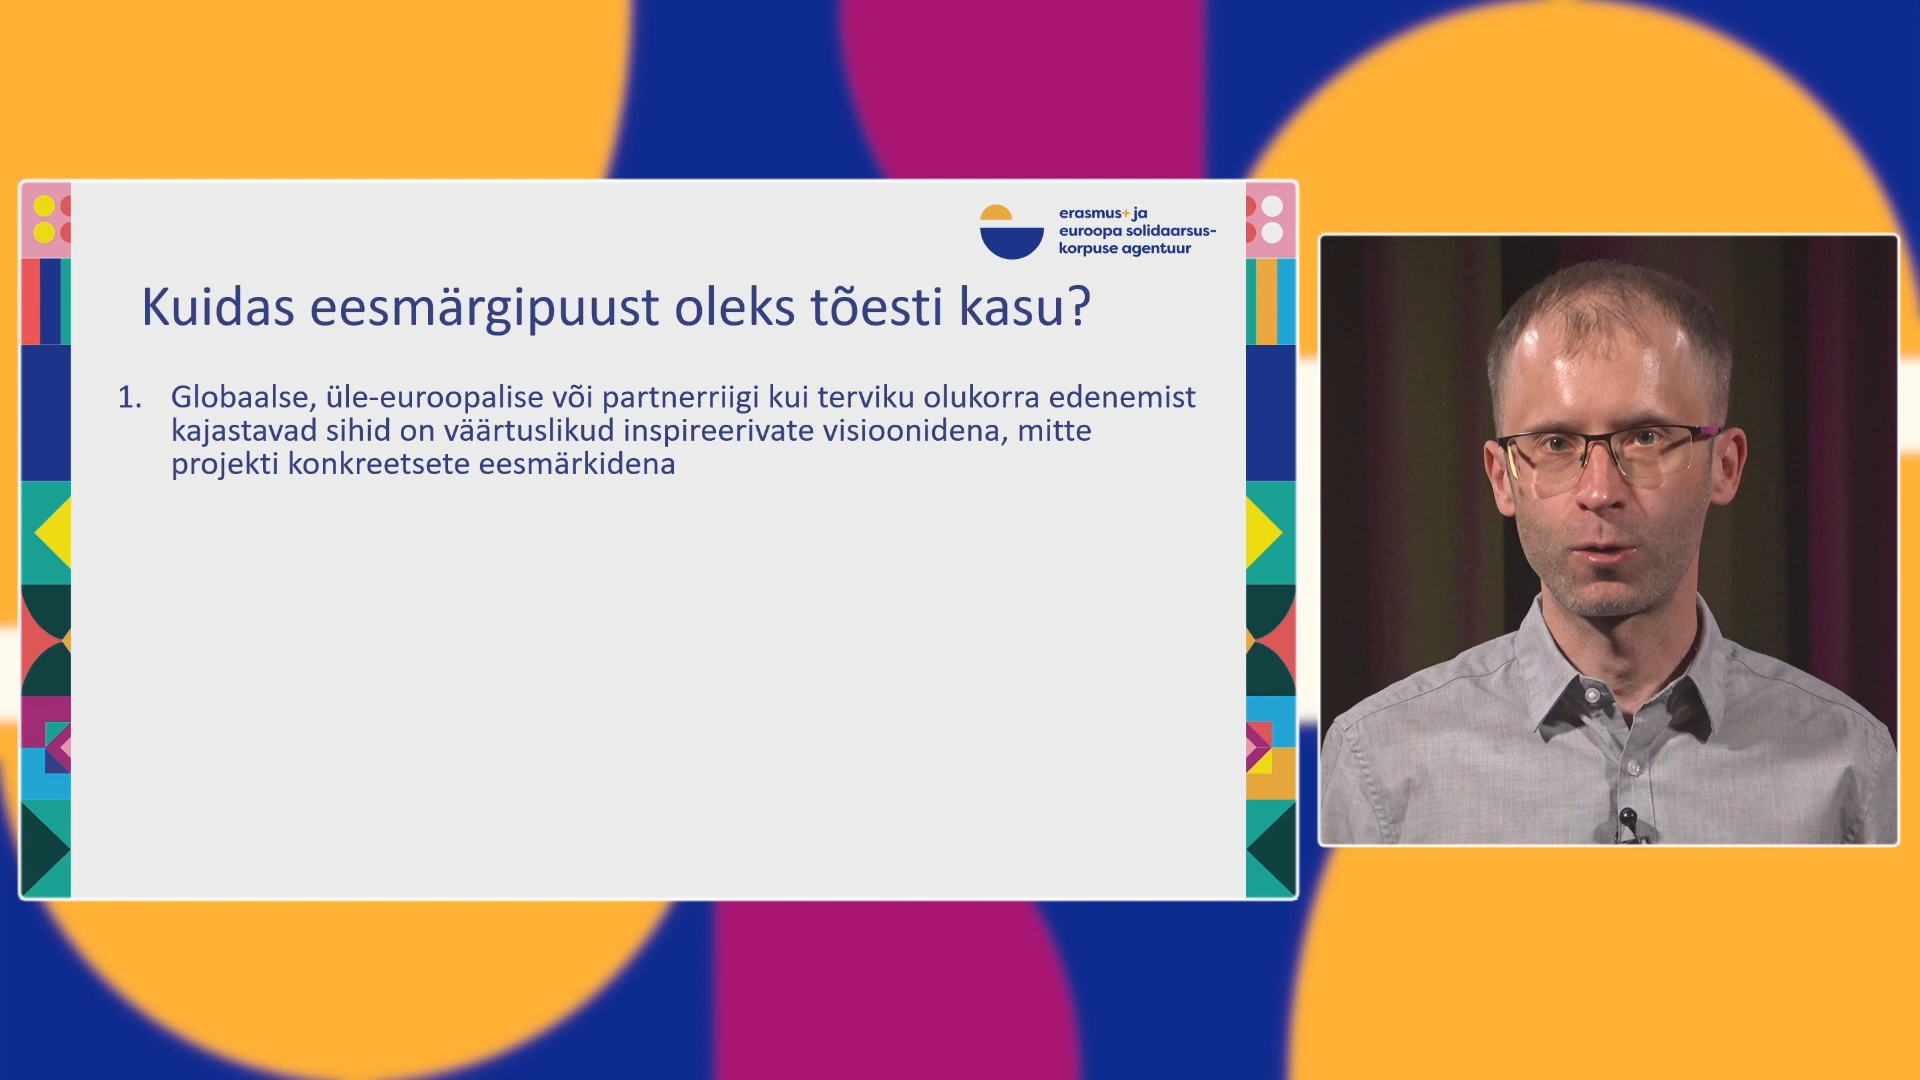 erasmus+ ja
euroopa solidaarsus-
korpuse agentuur
Kuidas eesmärgipuust oleks tõesti kasu?
1. Globaalse, üle-euroopalise või partnerriigi kui terviku olukorra edenemist
kajastavad sihid on väärtuslikud inspireerivate visioonidena, mitte
projekti konkreetsete eesmärkidena